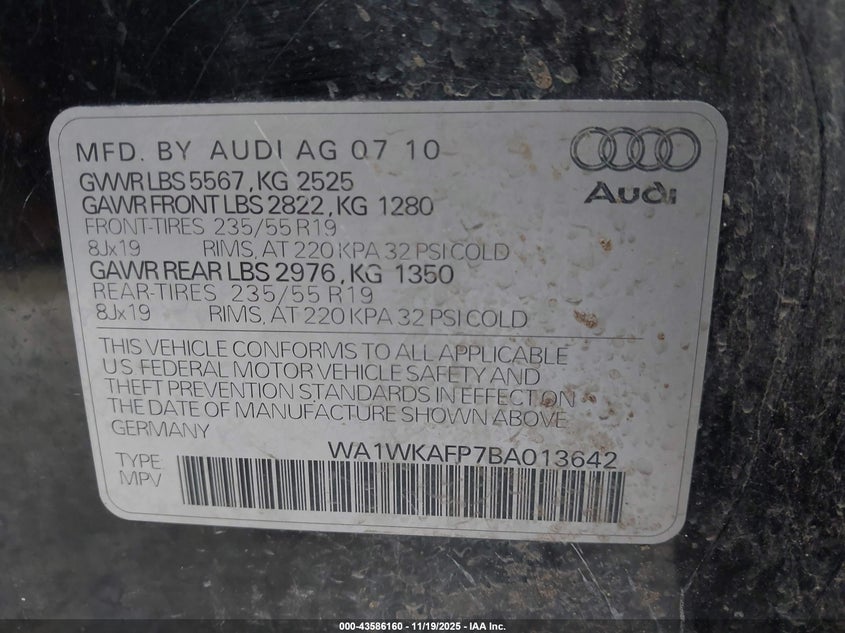 MFD. BY AUDI AG 07 10
GVWR LBS 5567, KG 2525
GAWR FRONT LBS 2822, KG 1280
FRONT-TIRES 235/55 R19
8Jx19 RIMS, AT 220 KPA 32 PSI COLD
GAWR REAR LBS 2976, KG 1350
REAR-TIRES 235/55 R19
8Jx19 RIMS, AT 220 KPA 32 PSI COLD
Audi
THIS VEHICLE CONFORMS TO ALL APPLICABLE
U.S. FEDERAL MOTOR VEHICLE SAFETY AND
THEFT PREVENTION STANDARDS IN EFFECT ON
THE DATE OF MANUFACTURE SHOWN ABOVE
GERMANY
WA1WKAFP7BA013642
TYPE
MPV
000-43586160 - 11/19/2025 - IAA Inc.